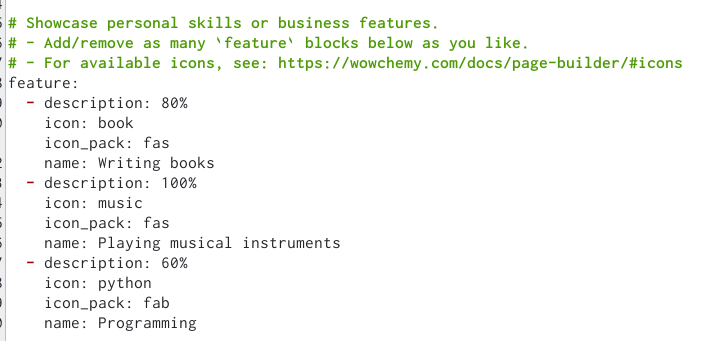 # Showcase personal skills or business features.
# - Add/remove as many `feature` blocks below as you like.
# - For available icons, see: https://wowchemy.com/docs/page-builder/#icons
feature:
  - description: 80%
    icon: book
    icon_pack: fas
    name: Writing books
  - description: 100%
    icon: music
    icon_pack: fas
    name: Playing musical instruments
  - description: 60%
    icon: python
    icon_pack: fab
    name: Programming